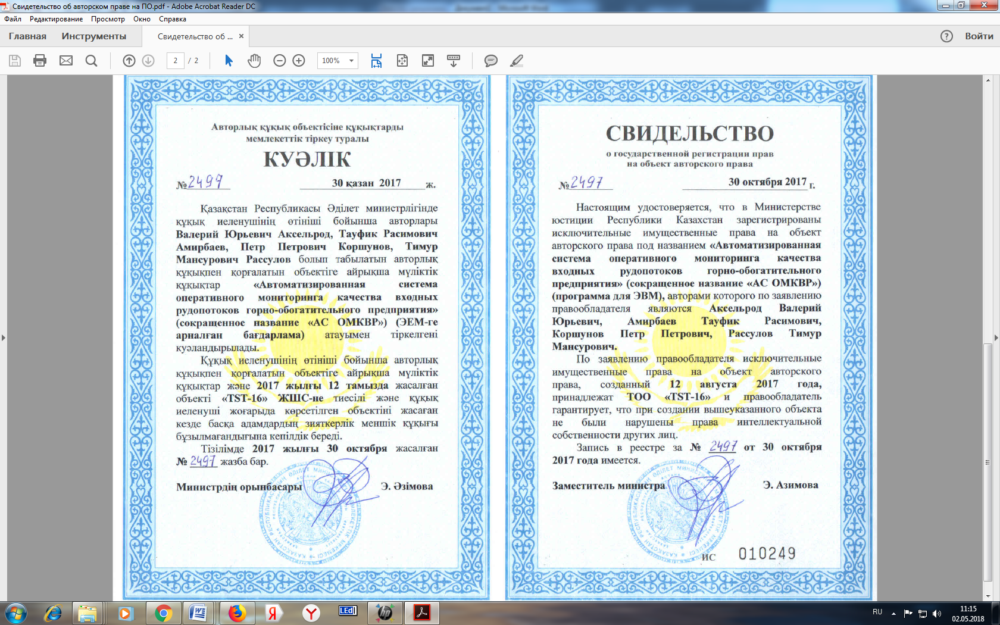 Свидетельство об авторском праве на ПО.pdf - Adobe Acrobat Reader DC
Файл Редактирование Просмотр Окно Справка
Главная Инструменты Свидетельство об ... × ? Войти
2 / 2 100%
Авторлық құқық объектісіне құқықтарды
мемлекеттік тіркеу туралы
КУӘЛІК
№ 2497 30 қазан 2017 ж.
Қазақстан Республикасы Әділет министрлігінде
құқық иеленушінің өтініші бойынша авторлары
Валерий Юрьевич Аксельрод, Тауфик Расимович
Амирбаев, Петр Петрович Коршунов, Тимур
Мансурович Рассулов болып табылатын авторлық
құқықпен қорғалатын объектіге айрықша мүліктік
құқықтар «Автоматизированная система
оперативного мониторинга качества входных
рудопотоков горно-обогатительного предприятия»
(сокращенное название «АС ОМКВР») (ЭЕМ-ге
арналған бағдарлама) атауымен тіркелгені
куәландырылады.
Құқық иеленушінің өтініші бойынша авторлық
құқықпен қорғалатын объектіге айрықша мүліктік
құқықтар және 2017 жылғы 12 тамызда жасалған
объекті «TST-16» ЖШС-не тиесілі және құқық
иеленуші жоғарыда көрсетілген объектіні жасаған
кезде басқа адамдардың зияткерлік меншік құқығы
бұзылмағандығына кепілдік береді.
Тізілімде 2017 жылғы 30 октября жасалған
№ 2497 жазба бар.
Министрдің орынбасары Э. Әзімова
СВИДЕЛЬСТВО
о государственной регистрации прав
на объект авторского права
№ 2497 30 октября 2017 г.
Настоящим удостоверяется, что в Министерстве
юстиции Республики Казахстан зарегистрированы
исключительные имущественные права на объект
авторского права под названием «Автоматизированная
система оперативного мониторинга качества
входных рудопотоков горно-обогатительного
предприятия» (сокращенное название «АС ОМКВР»)
(программа для ЭВМ), авторами которого по заявлению
правообладателя являются Аксельрод Валерий
Юрьевич, Амирбаев Тауфик Расимович,
Коршунов Петр Петрович, Рассулов Тимур
Мансурович.
По заявлению правообладателя исключительные
имущественные права на объект авторского
права, созданный 12 августа 2017 года,
принадлежат ТОО «TST-16» и правообладатель
гарантирует, что при создании вышеуказанного объекта
не были нарушены права интеллектуальной
собственности других лиц.
Запись в реестре за № 2497 от 30 октября
2017 года имеется.
Заместитель министра Э. Азимова
ИС 010249
LEd
RU 11:15
02.05.2018